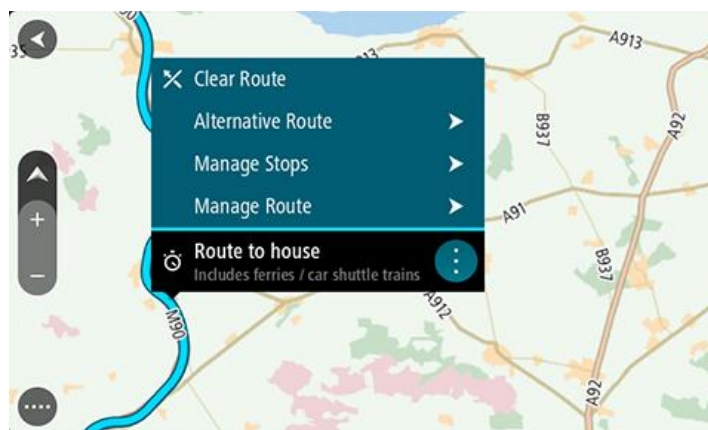 A913
Clear Route
Alternative Route
Manage Stops
Manage Route
B937
A92
A91
Route to house
Includes ferries / car shuttle trains
B937
A912
M90
A92